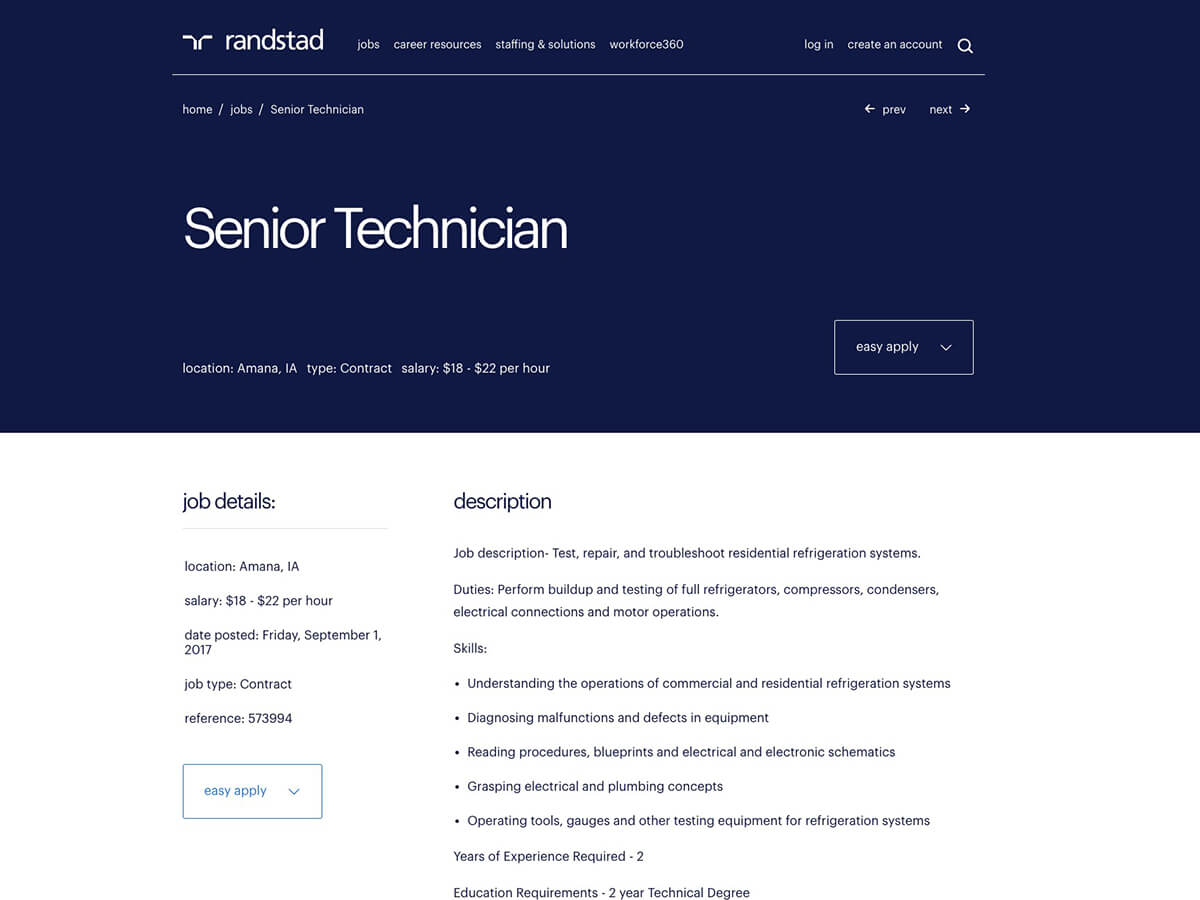 randstad jobs career resources staffing & solutions workforce360 log in create an account
home / jobs / Senior Technician ← prev next →
Senior Technician
easy apply
location: Amana, IA type: Contract salary: $18 - $22 per hour
job details:
location: Amana, IA
salary: $18 - $22 per hour
date posted: Friday, September 1,
2017
job type: Contract
reference: 573994
easy apply
description
Job description- Test, repair, and troubleshoot residential refrigeration systems.
Duties: Perform buildup and testing of full refrigerators, compressors, condensers,
electrical connections and motor operations.
Skills:
• Understanding the operations of commercial and residential refrigeration systems
• Diagnosing malfunctions and defects in equipment
• Reading procedures, blueprints and electrical and electronic schematics
• Grasping electrical and plumbing concepts
• Operating tools, gauges and other testing equipment for refrigeration systems
Years of Experience Required - 2
Education Requirements - 2 year Technical Degree